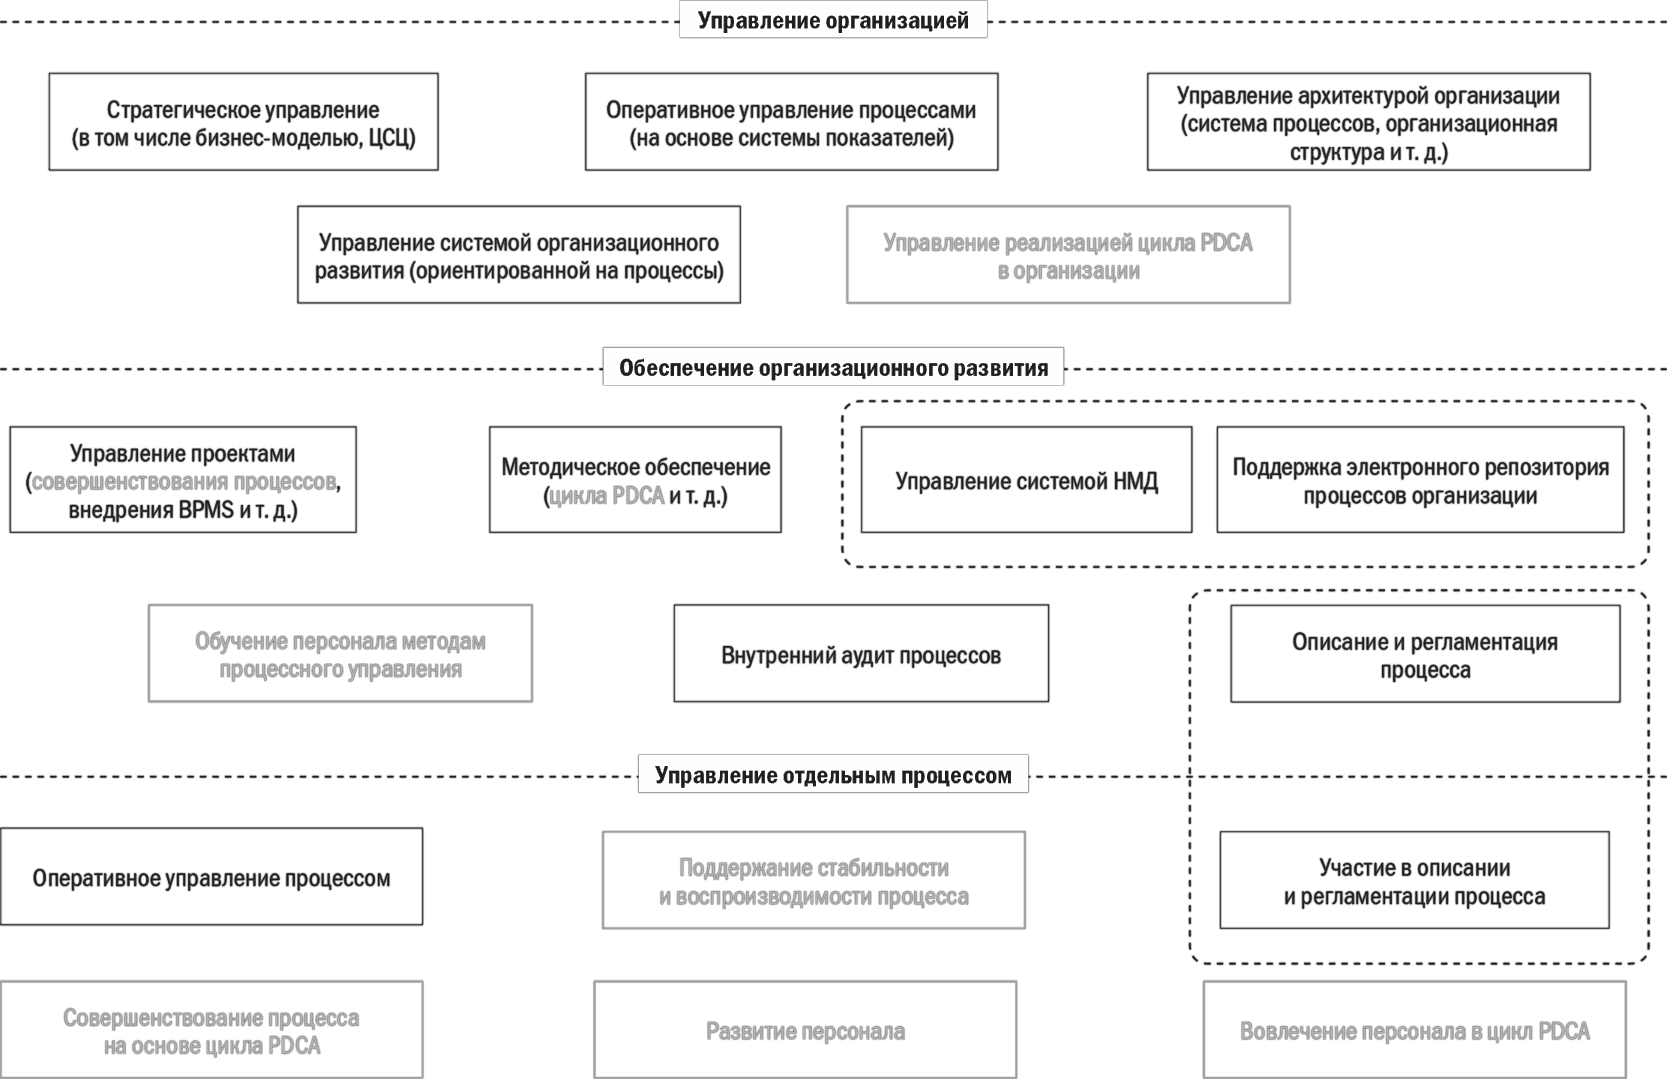 Управление организацией
Стратегическое управление
(в том числе бизнес-моделью, ЦСЦ)
Оперативное управление процессами
(на основе системы показателей)
Управление архитектурой организации
(система процессов, организационная
структура и т. д.)
Управление системой организационного
развития (ориентированной на процессы)
Управление реализацией цикла PDCA
в организации
Обеспечение организационного развития
Управление проектами
(совершенствования процессов,
внедрения BPMS и т. д.)
Методическое обеспечение
(цикла PDCA и т. д.)
Управление системой НМД
Поддержка электронного репозитория
процессов организации
Обучение персонала методам
процессного управления
Внутренний аудит процессов
Описание и регламентация
процесса
Управление отдельным процессом
Оперативное управление процессом
Поддержание стабильности
и воспроизводимости процесса
Участие в описании
и регламентации процесса
Совершенствование процесса
на основе цикла PDCA
Развитие персонала
Вовлечение персонала в цикл PDCA